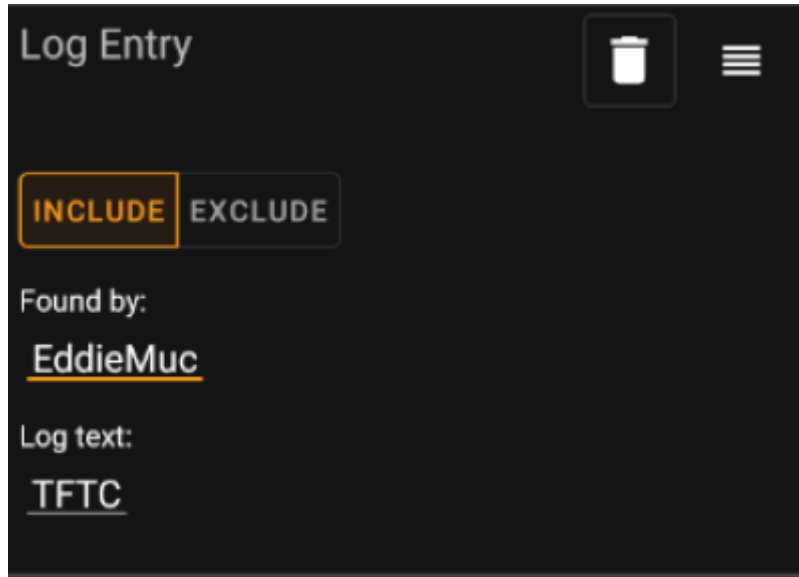 Log Entry
INCLUDE EXCLUDE
Found by:
EddieMuc
Log text:
TFTC